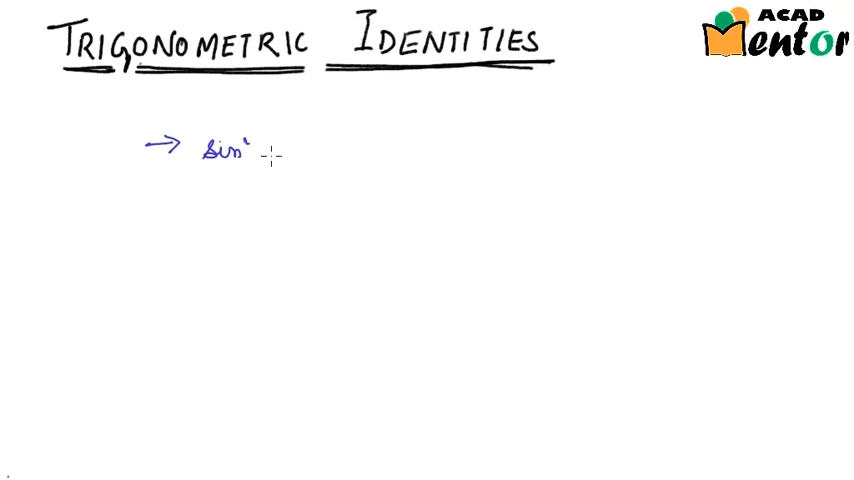 TRIGONOMETRIC IDENTITIES
ACAD
mentor
→ sin²